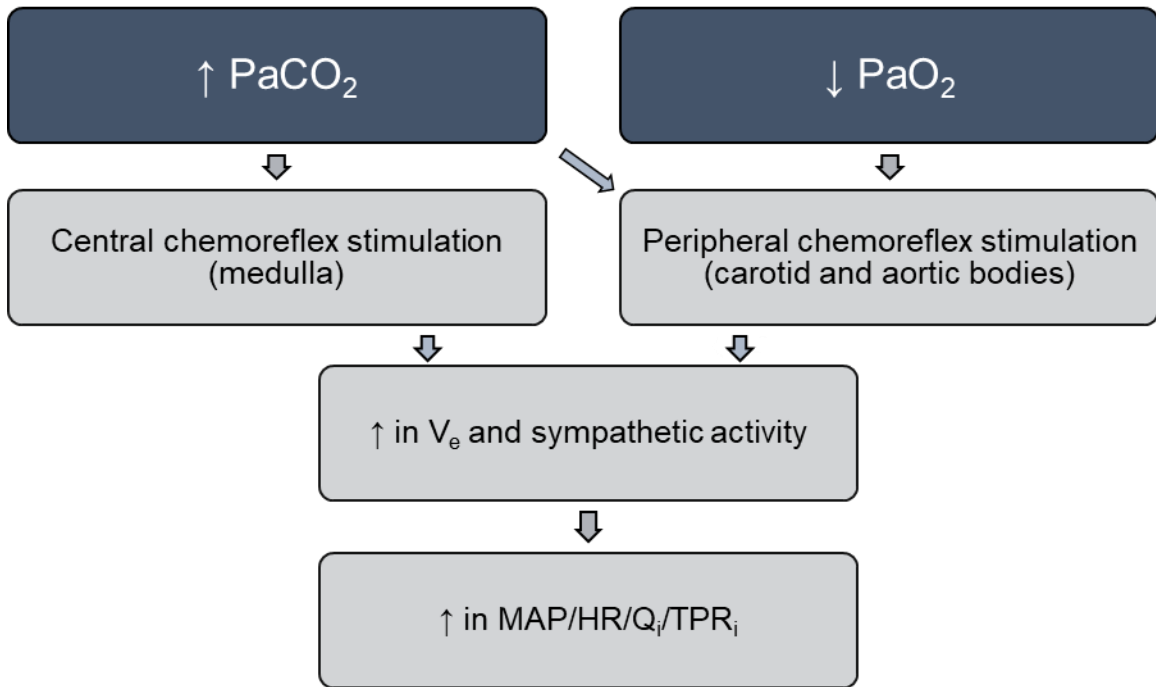 ↑ PaCO₂
↓ PaO₂
Central chemoreflex stimulation
(medulla)
Peripheral chemoreflex stimulation
(carotid and aortic bodies)
↑ in Vₑ and sympathetic activity
↑ in MAP/HR/Qᵢ/TPRᵢ